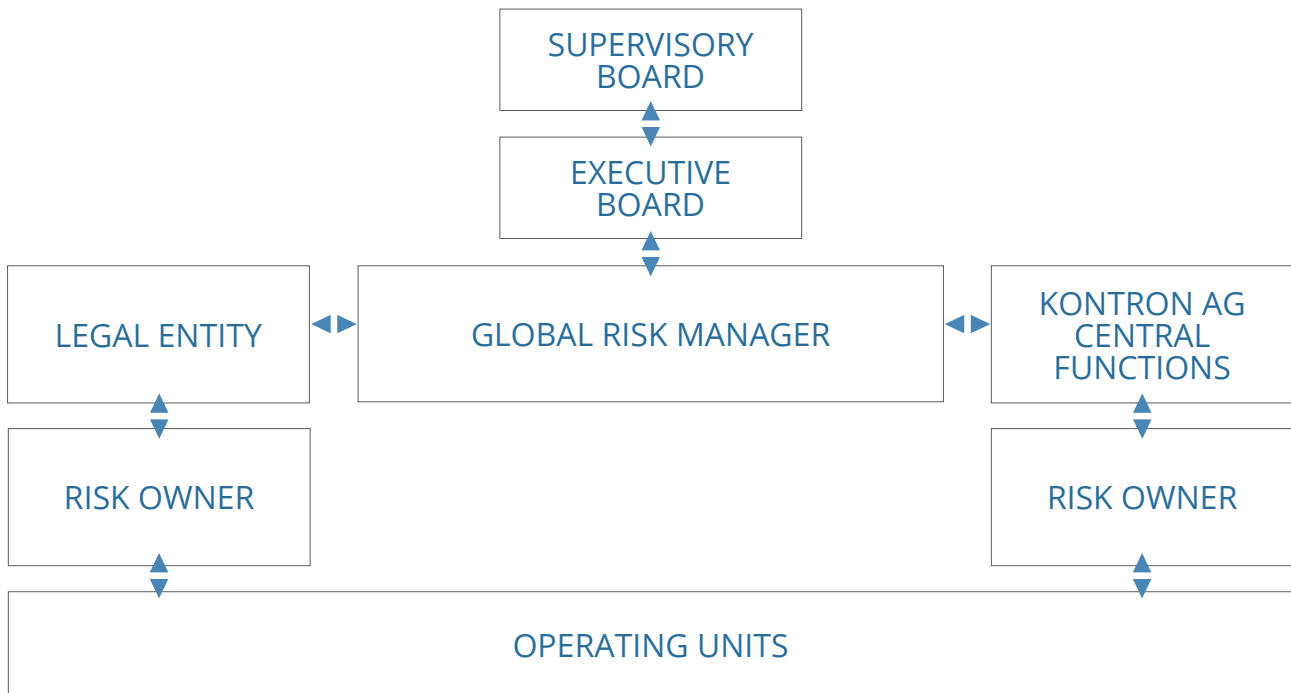 SUPERVISORY
BOARD
EXECUTIVE
BOARD
LEGAL ENTITY
GLOBAL RISK MANAGER
KONTRON AG
CENTRAL
FUNCTIONS
RISK OWNER
RISK OWNER
OPERATING UNITS